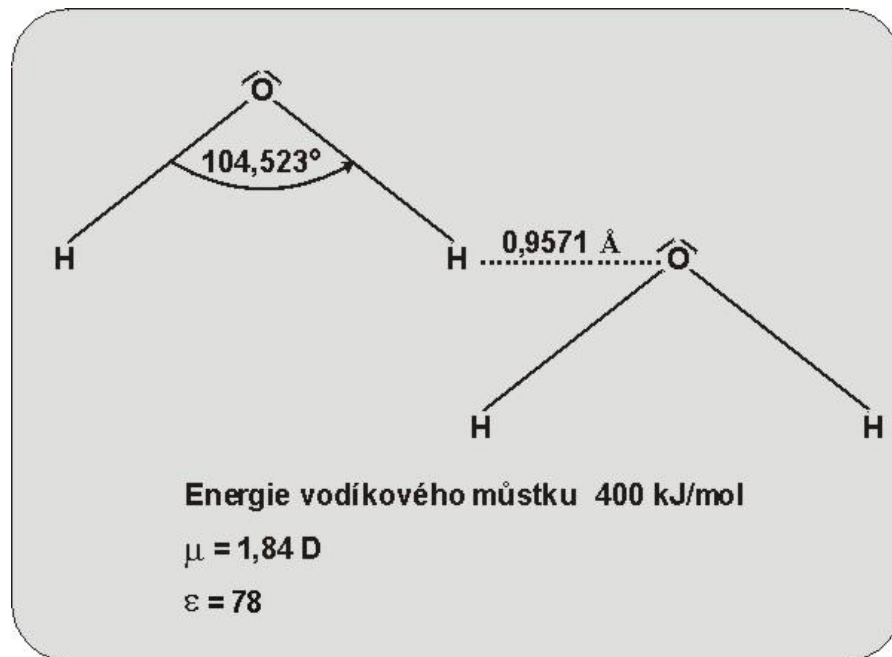 O
104,523°
H
H
0,9571 Å
O
H
H
Energie vodíkového můstku 400 kJ/mol
μ = 1,84 D
ε = 78